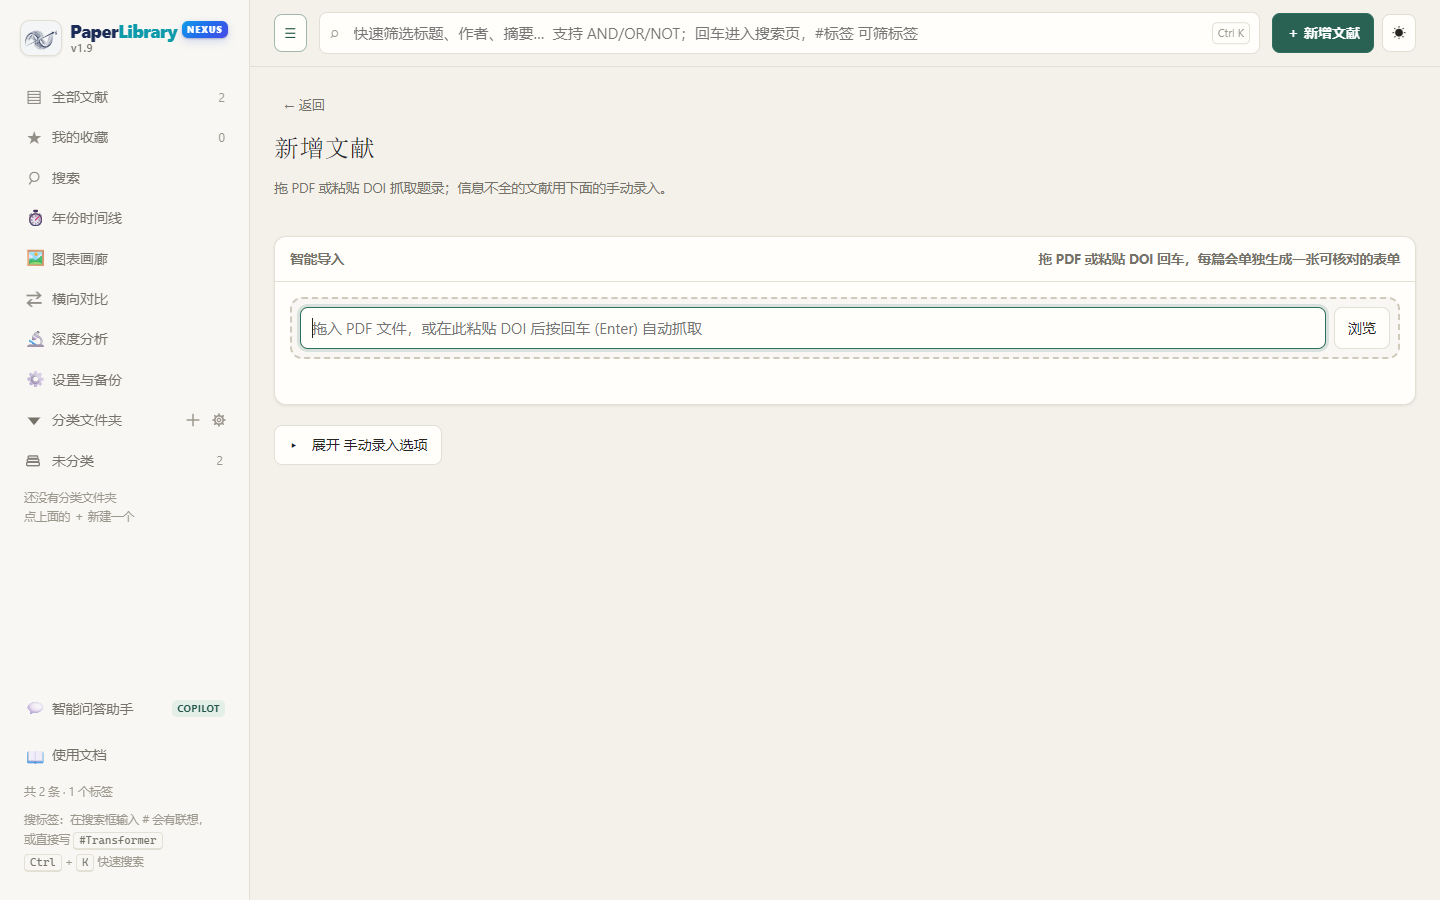 PaperLibrary NEXUS
v1.9
全部文献 2
我的收藏 0
搜索
年份时间线
图表画廊
横向对比
深度分析
设置与备份
分类文件夹
未分类 2
还没有分类文件夹
点上面的 + 新建一个
智能问答助手 COPILOT
使用文档
共 2 条 · 1 个标签
搜标签：在搜索框输入 # 会有联想，
或直接写 #Transformer
Ctrl + K 快速搜索
快速筛选标题、作者、摘要… 支持 AND/OR/NOT；回车进入搜索页，#标签 可筛标签 Ctrl K
+ 新增文献
← 返回
新增文献
拖 PDF 或粘贴 DOI 抓取题录；信息不全的文献用下面的手动录入。
智能导入 拖 PDF 或粘贴 DOI 回车，每篇会单独生成一张可核对的表单
拖入 PDF 文件，或在此粘贴 DOI 后按回车 (Enter) 自动抓取 浏览
展开 手动录入选项